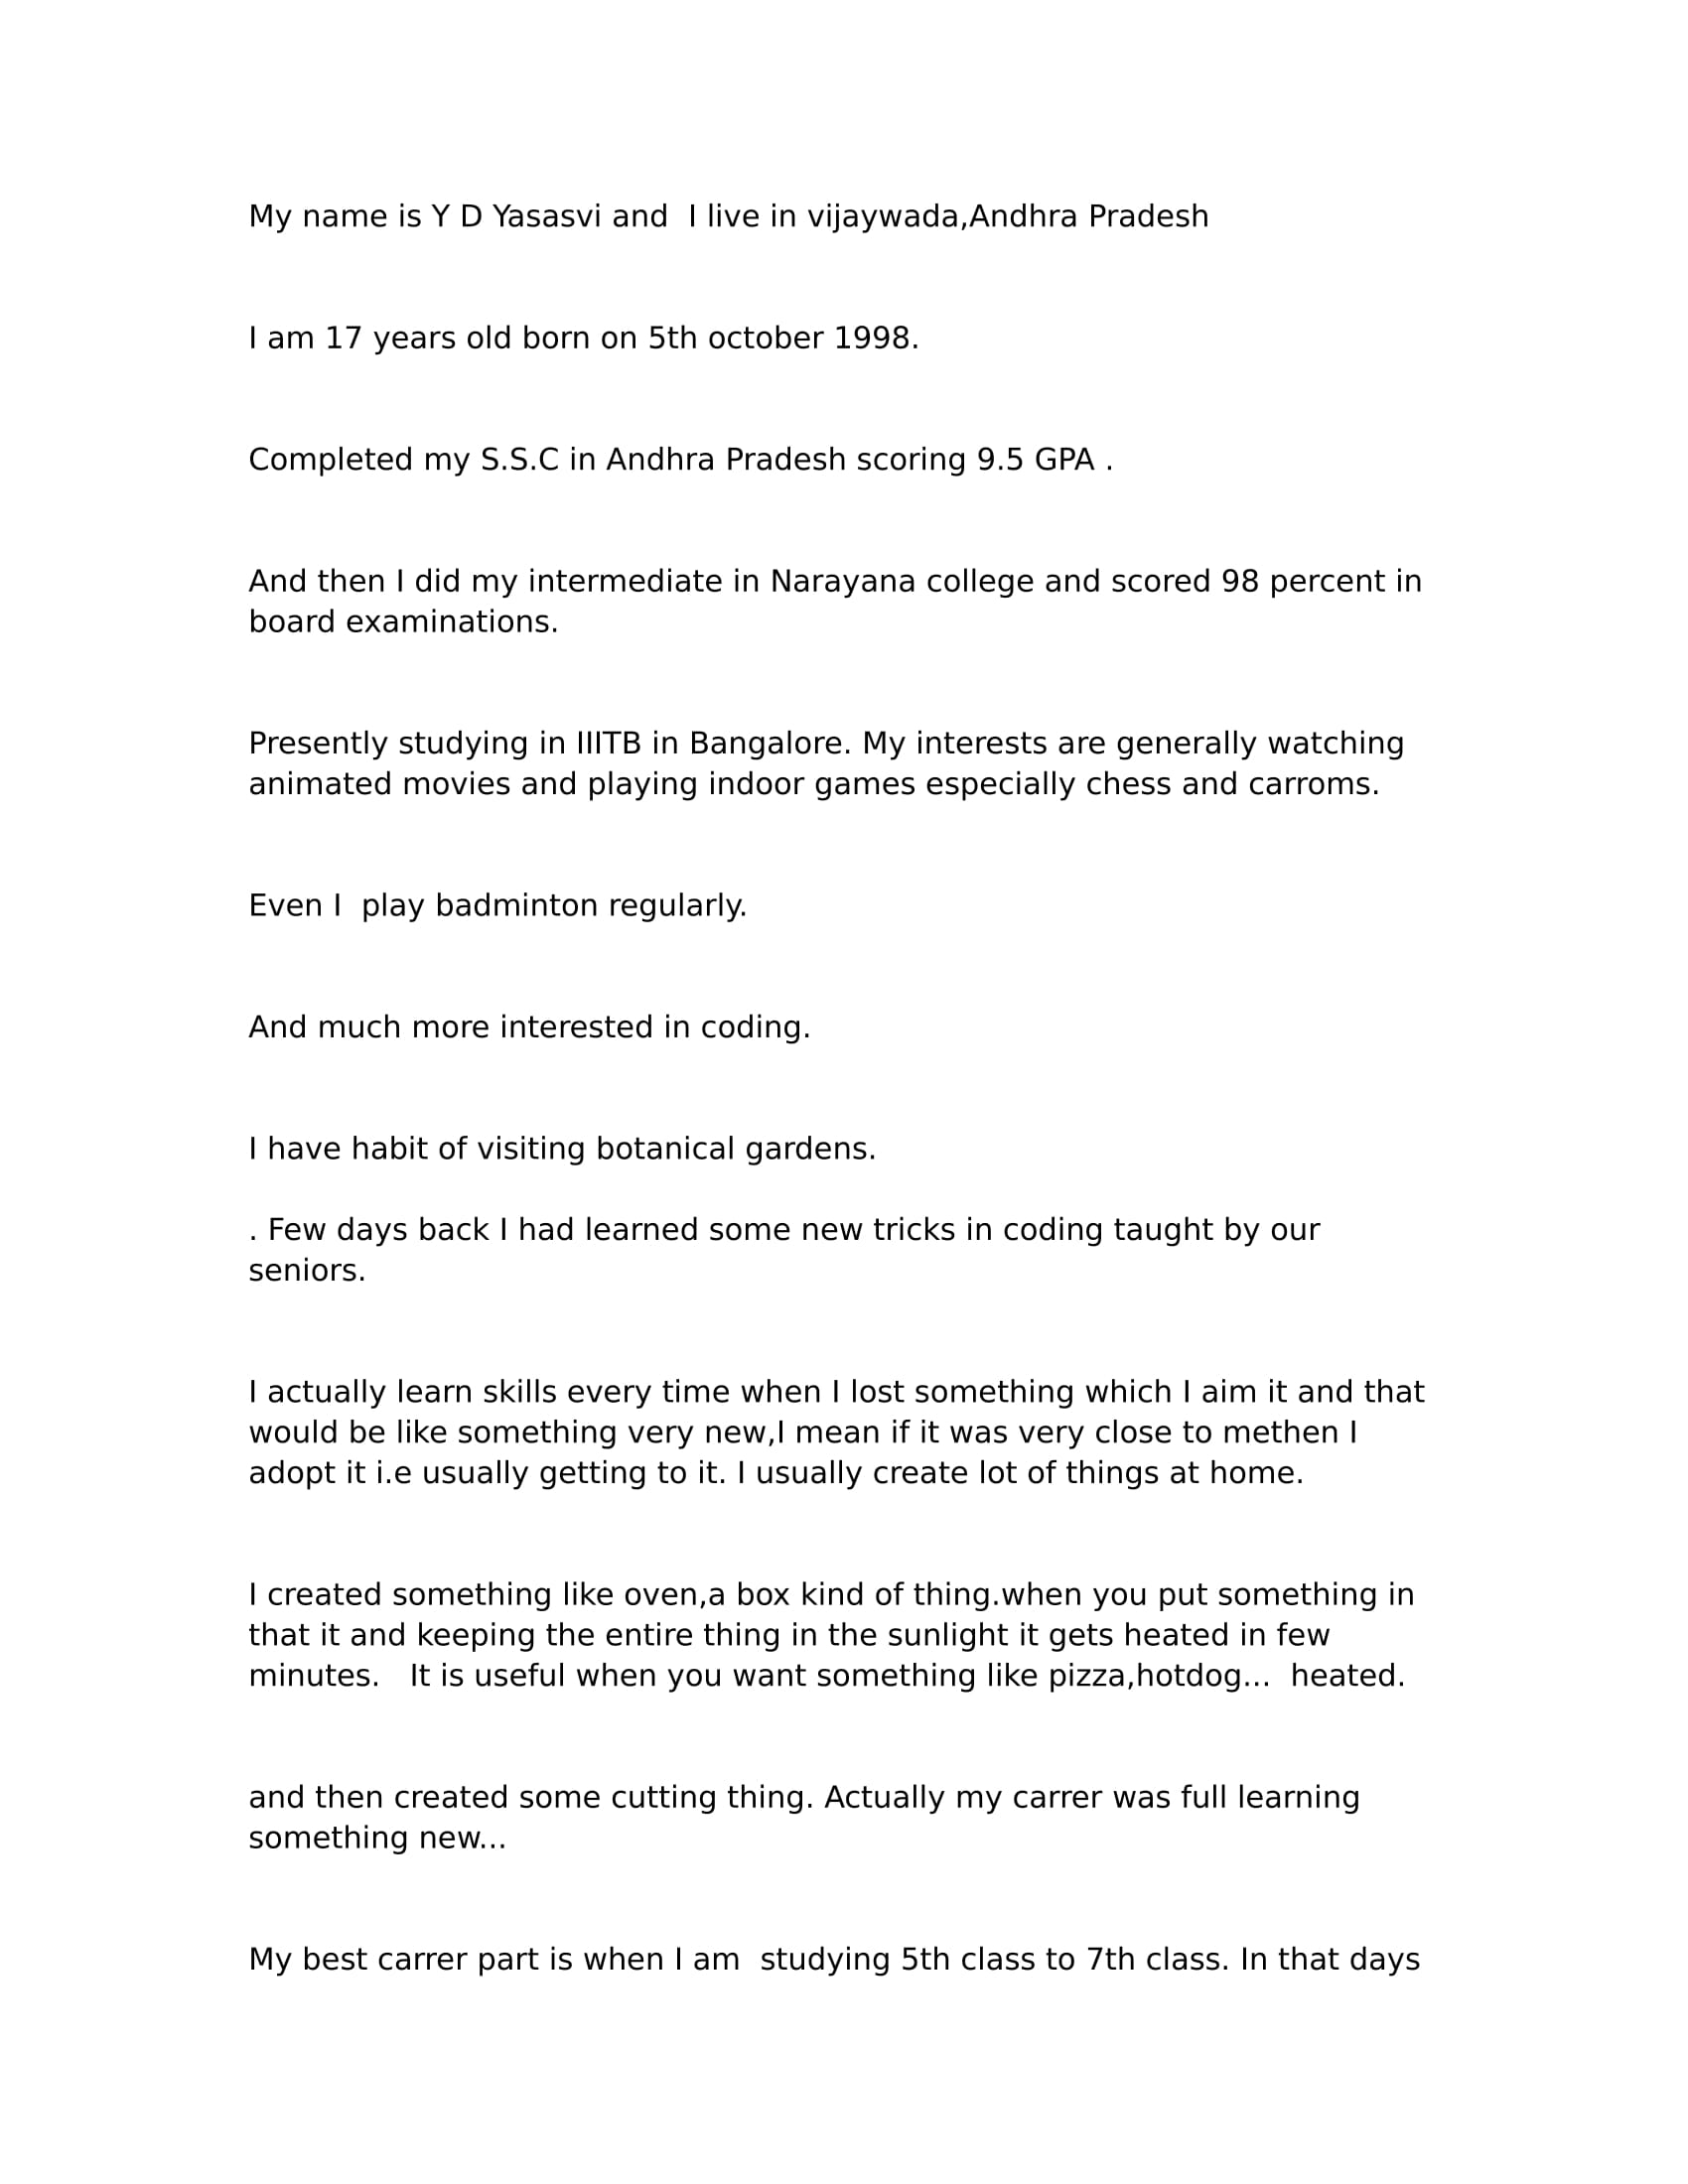 My name is Y D Yasasvi and  I live in vijaywada,Andhra Pradesh
I am 17 years old born on 5th october 1998.
Completed my S.S.C in Andhra Pradesh scoring 9.5 GPA .
And then I did my intermediate in Narayana college and scored 98 percent in
board examinations.
Presently studying in IIITB in Bangalore. My interests are generally watching
animated movies and playing indoor games especially chess and carroms.
Even I  play badminton regularly.
And much more interested in coding.
I have habit of visiting botanical gardens.
. Few days back I had learned some new tricks in coding taught by our
seniors.
I actually learn skills every time when I lost something which I aim it and that
would be like something very new,I mean if it was very close to methen I
adopt it i.e usually getting to it. I usually create lot of things at home.
I created something like oven,a box kind of thing.when you put something in
that it and keeping the entire thing in the sunlight it gets heated in few
minutes.   It is useful when you want something like pizza,hotdog...  heated.
and then created some cutting thing. Actually my carrer was full learning
something new...
My best carrer part is when I am  studying 5th class to 7th class. In that days